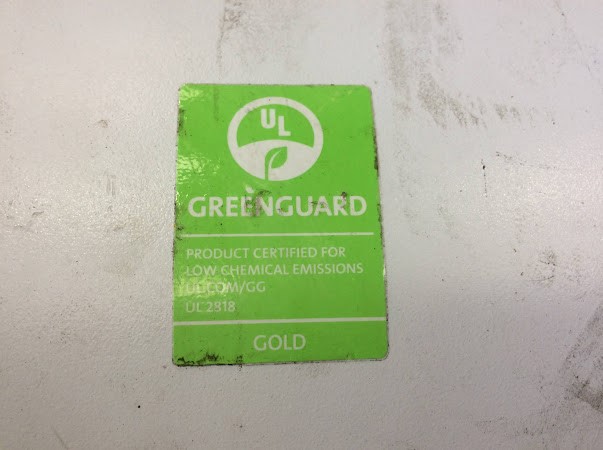 UL
GREENGUARD
PRODUCT CERTIFIED FOR
LOW CHEMICAL EMISSIONS
UL.COM/GG
UL 2818
GOLD